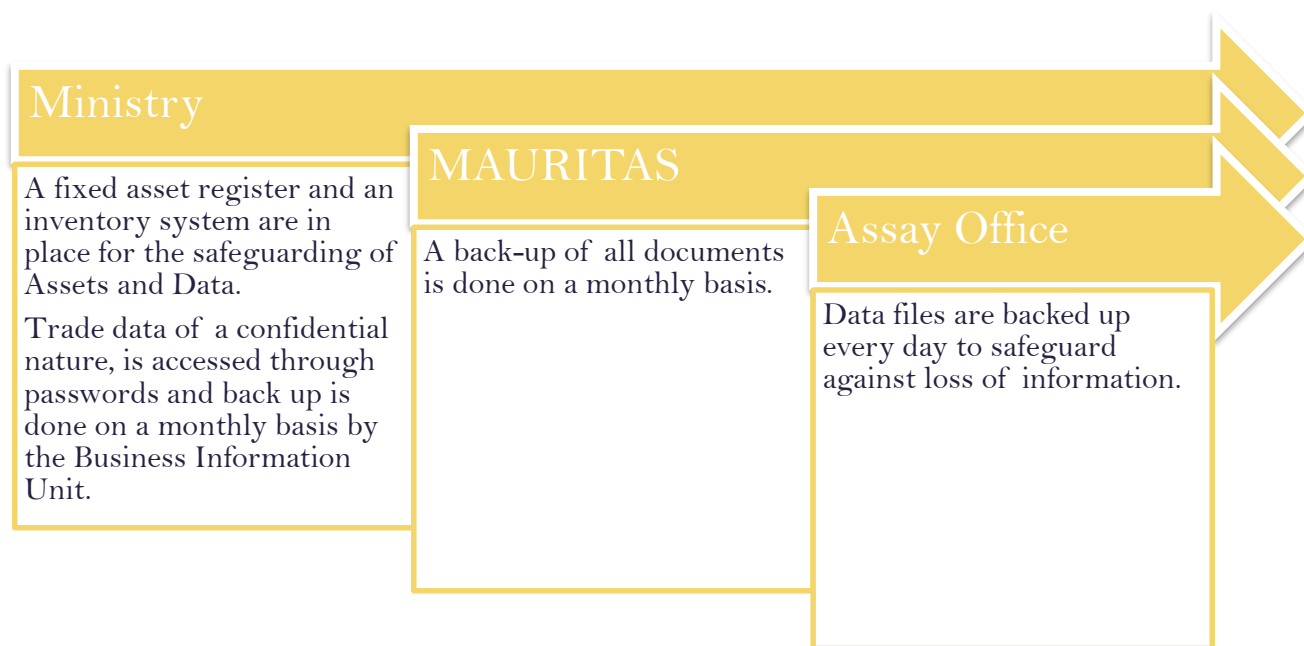 Ministry
A fixed asset register and an
inventory system are in
place for the safeguarding of
Assets and Data.
Trade data of a confidential
nature, is accessed through
passwords and back up is
done on a monthly basis by
the Business Information
Unit.
MAURITAS
A back-up of all documents
is done on a monthly basis.
Assay Office
Data files are backed up
every day to safeguard
against loss of information.